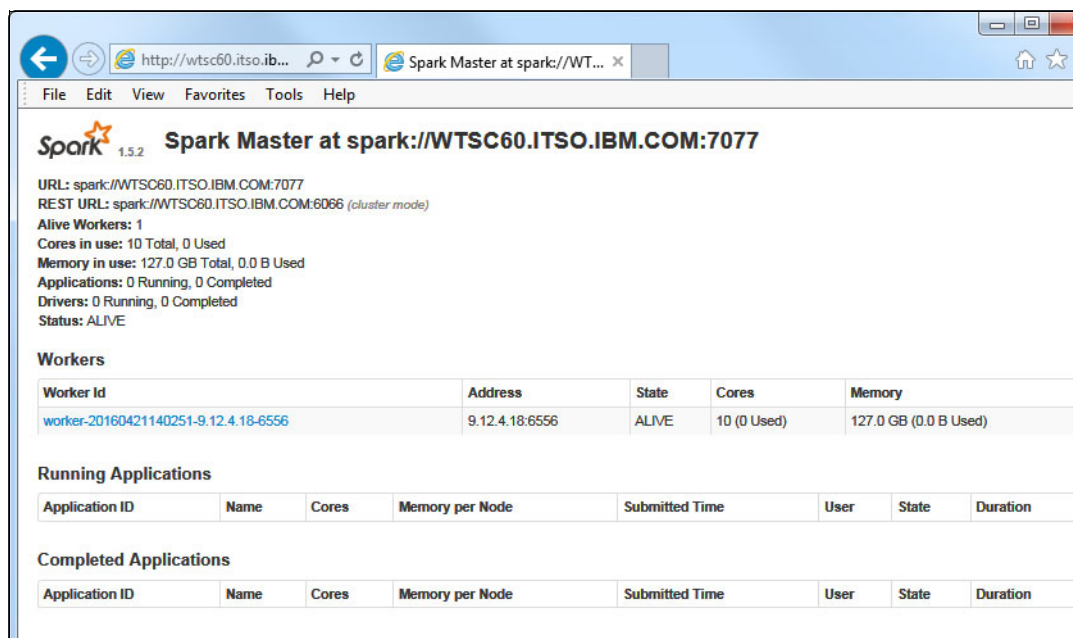 http://wtsc60.itso.ib...
Spark Master at spark://WT...
File Edit View Favorites Tools Help
Spark 1.5.2 Spark Master at spark://WTSC60.ITSO.IBM.COM:7077
URL: spark://WTSC60.ITSO.IBM.COM:7077
REST URL: spark://WTSC60.ITSO.IBM.COM:6066 (cluster mode)
Alive Workers: 1
Cores in use: 10 Total, 0 Used
Memory in use: 127.0 GB Total, 0.0 B Used
Applications: 0 Running, 0 Completed
Drivers: 0 Running, 0 Completed
Status: ALIVE
Workers
Worker Id Address State Cores Memory
worker-20160421140251-9.12.4.18-6556 9.12.4.18:6556 ALIVE 10 (0 Used) 127.0 GB (0.0 B Used)
Running Applications
Application ID Name Cores Memory per Node Submitted Time User State Duration
Completed Applications
Application ID Name Cores Memory per Node Submitted Time User State Duration